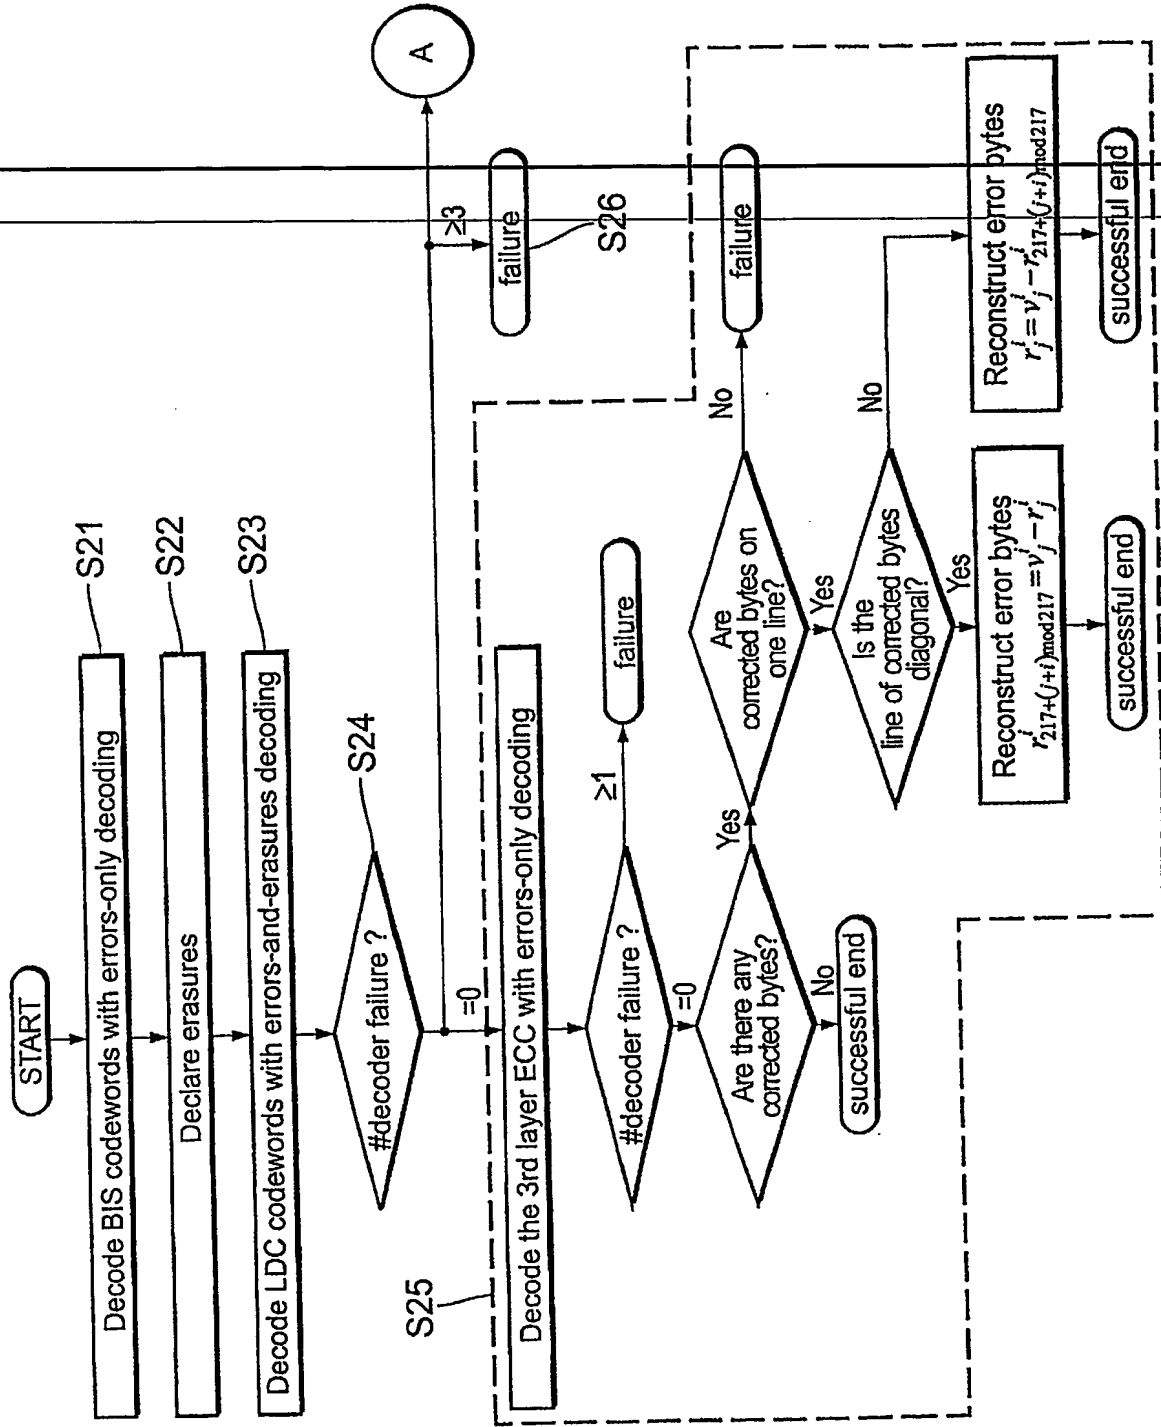 START
Decode BIS codewords with errors-only decoding
S21
Declare erasures
S22
Decode LDC codewords with errors-and-erasures decoding
S23
#decoder failure ?
S24
=0
≥3
A
failure
S26
S25
Decode the 3rd layer ECC with errors-only decoding
#decoder failure ?
≥1
failure
=0
Are there any
corrected bytes?
No
successful end
Yes
Are
corrected bytes on
one line?
No
failure
Yes
Is the
line of corrected bytes
diagonal?
No
Yes
Reconstruct error bytes
r^i_{217+(j+i)mod217} = v^i_j − r^i_j
successful end
Reconstruct error bytes
r^i_j = v^i_j − r^i_{217+(j+i)mod217}
successful end